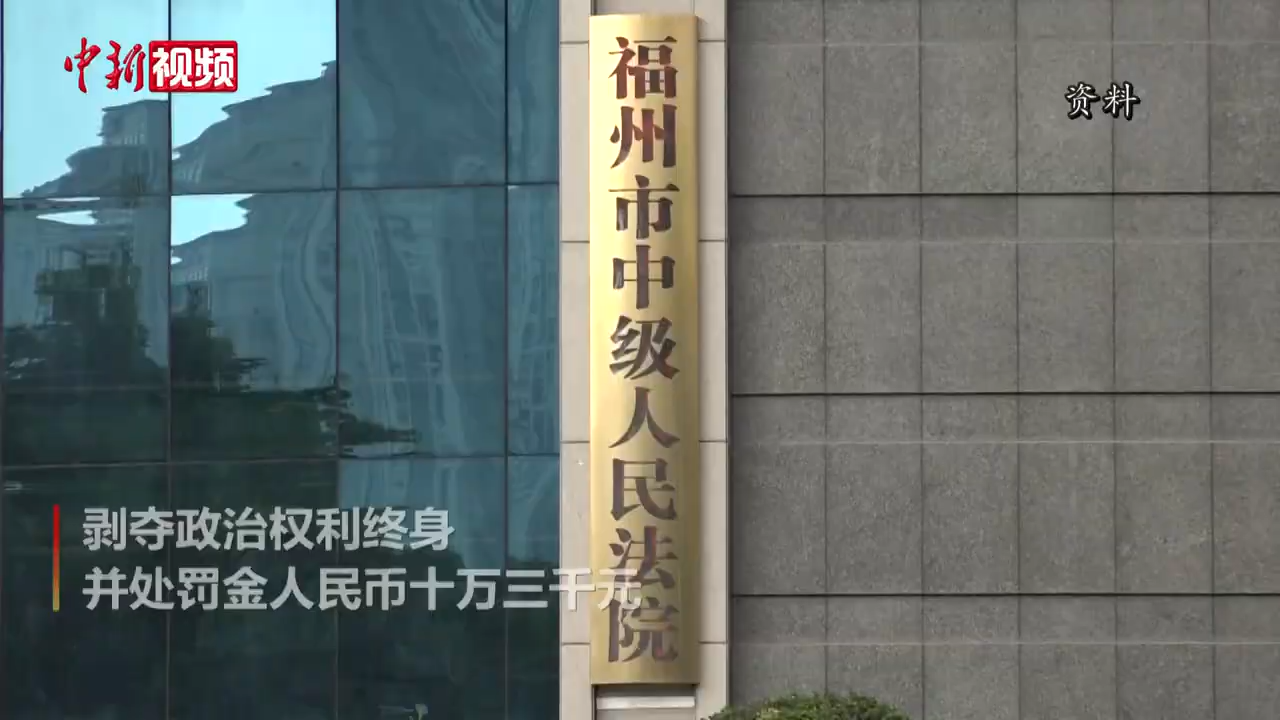 中新视频
资料
福州市中级人民法院
剥夺政治权利终身
并处罚金人民币十万三千元